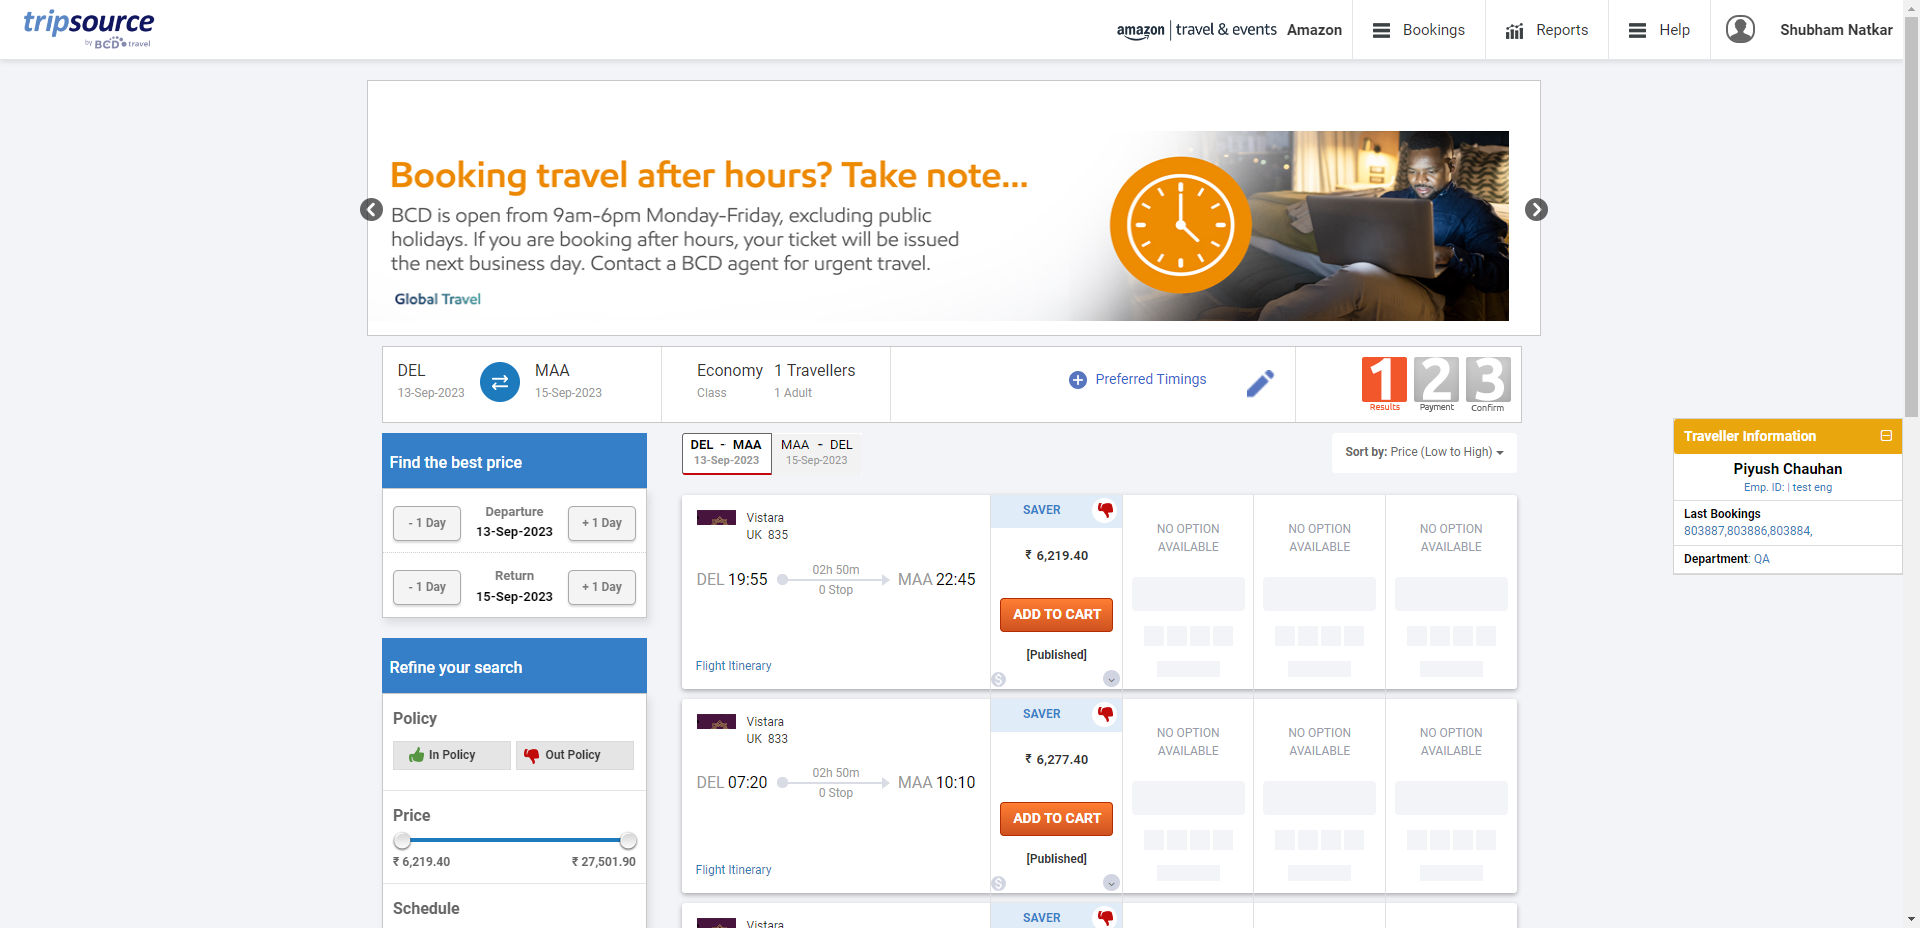 tripsource
by BCD travel
amazon | travel & events Amazon
Bookings
Reports
Help
Shubham Natkar
Booking travel after hours? Take note...
BCD is open from 9am-6pm Monday-Friday, excluding public
holidays. If you are booking after hours, your ticket will be issued
the next business day. Contact a BCD agent for urgent travel.
Global Travel
DEL
13-Sep-2023
MAA
15-Sep-2023
Economy
Class
1 Travellers
1 Adult
Preferred Timings
1 2 3
Results Payment Confirm
Find the best price
- 1 Day
Departure
13-Sep-2023
+ 1 Day
- 1 Day
Return
15-Sep-2023
+ 1 Day
Refine your search
Policy
In Policy
Out Policy
Price
₹ 6,219.40
₹ 27,501.90
Schedule
DEL - MAA
13-Sep-2023
MAA - DEL
15-Sep-2023
Sort by: Price (Low to High)
Vistara
UK 835
DEL 19:55
02h 50m
0 Stop
MAA 22:45
Flight Itinerary
SAVER
₹ 6,219.40
ADD TO CART
[Published]
S
NO OPTION
AVAILABLE
NO OPTION
AVAILABLE
NO OPTION
AVAILABLE
Vistara
UK 833
DEL 07:20
02h 50m
0 Stop
MAA 10:10
Flight Itinerary
SAVER
₹ 6,277.40
ADD TO CART
[Published]
S
NO OPTION
AVAILABLE
NO OPTION
AVAILABLE
NO OPTION
AVAILABLE
Vistara
SAVER
Traveller Information
Piyush Chauhan
Emp. ID: | test eng
Last Bookings
803887,803886,803884,
Department: QA